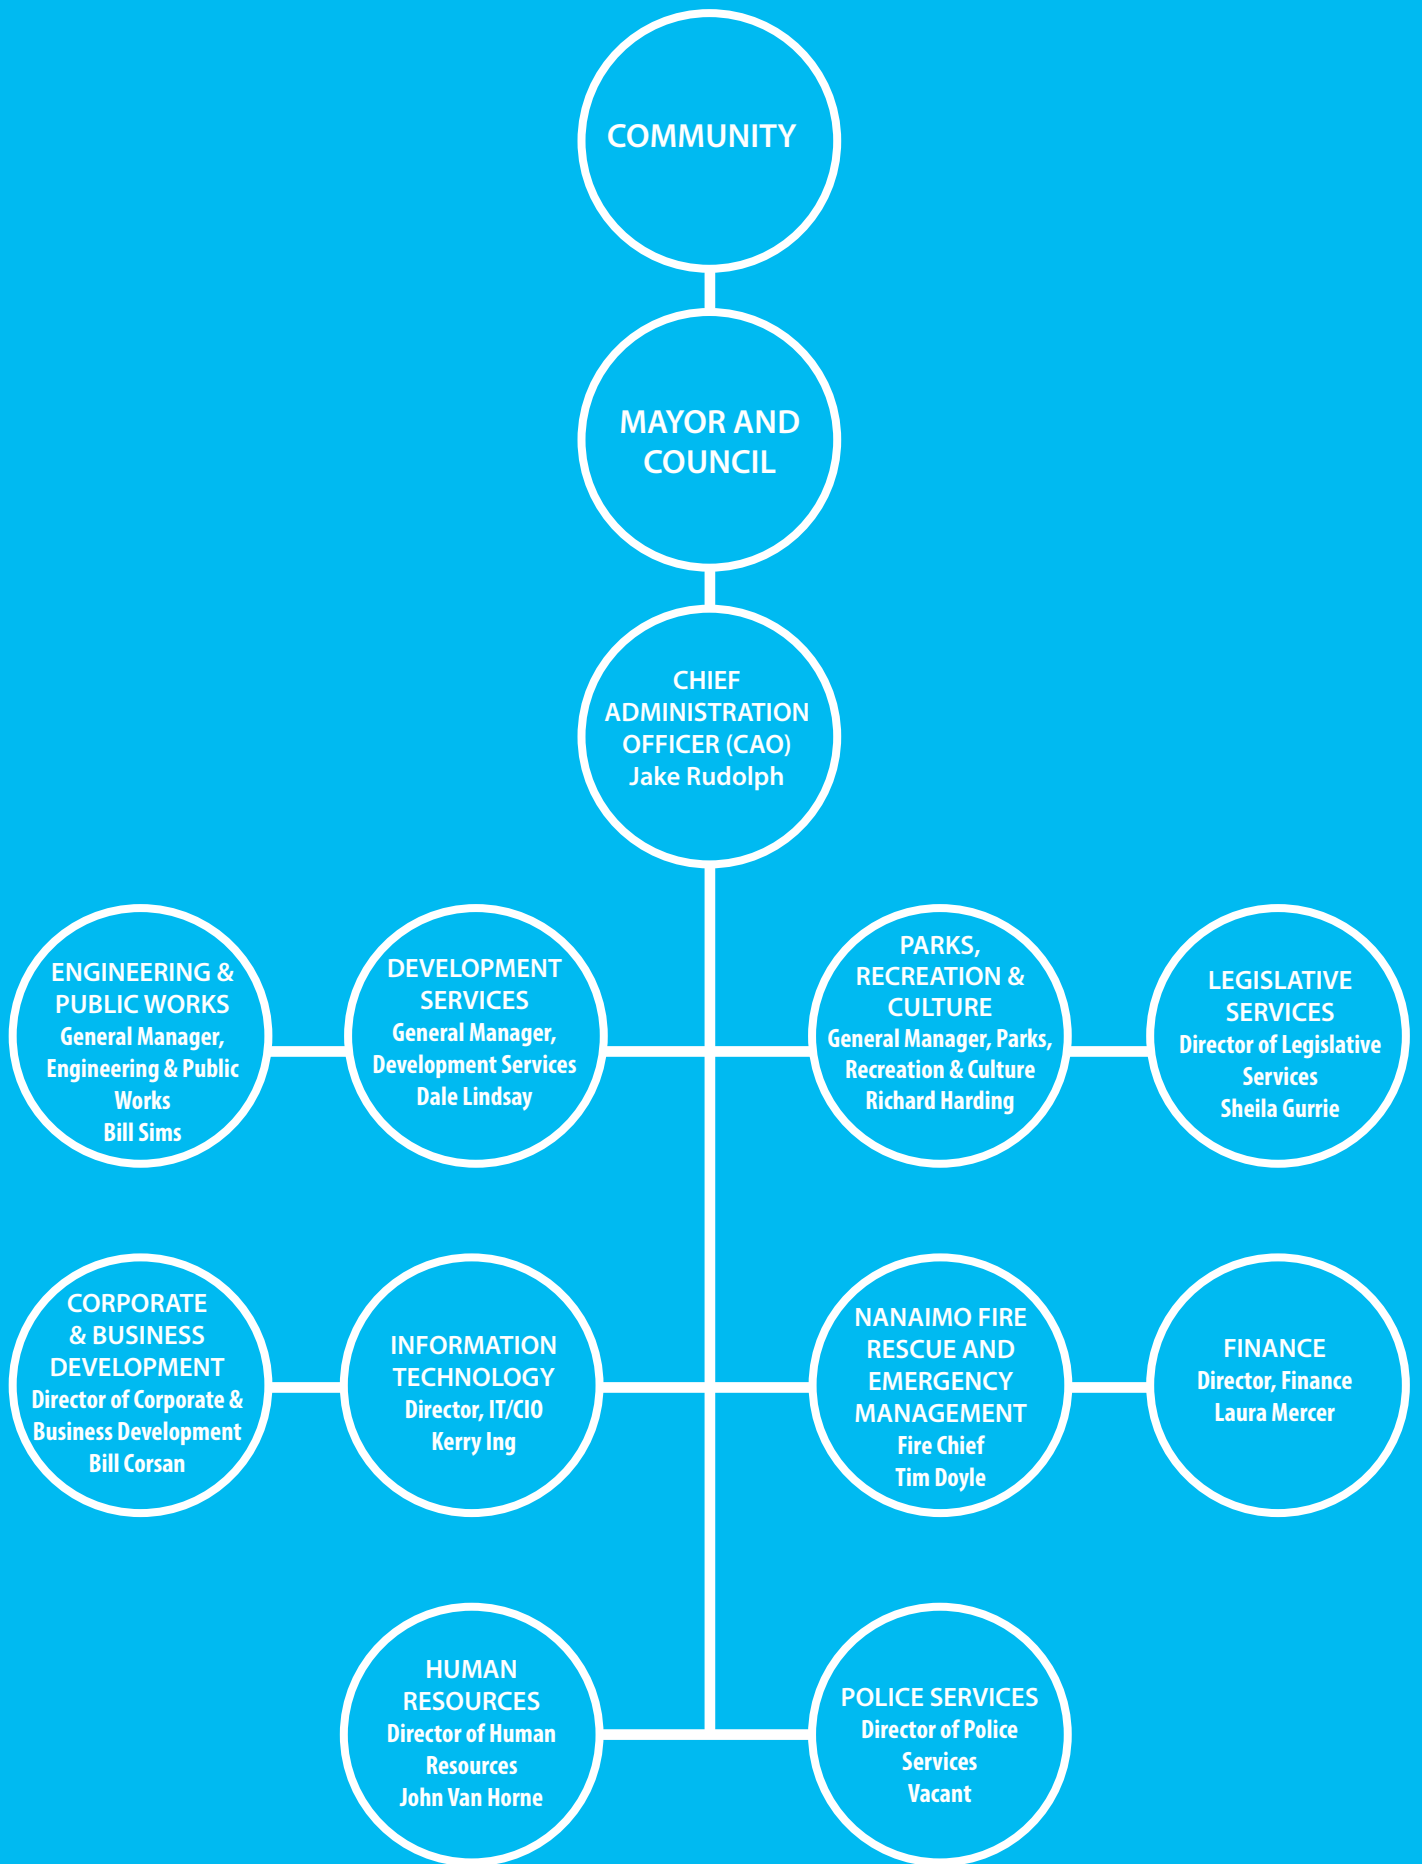 COMMUNITY
MAYOR AND
COUNCIL
CHIEF
ADMINISTRATION
OFFICER (CAO)
Jake Rudolph
ENGINEERING &
PUBLIC WORKS
General Manager,
Engineering & Public
Works
Bill Sims
DEVELOPMENT
SERVICES
General Manager,
Development Services
Dale Lindsay
PARKS,
RECREATION &
CULTURE
General Manager, Parks,
Recreation & Culture
Richard Harding
LEGISLATIVE
SERVICES
Director of Legislative
Services
Sheila Gurrie
CORPORATE
& BUSINESS
DEVELOPMENT
Director of Corporate &
Business Development
Bill Corsan
INFORMATION
TECHNOLOGY
Director, IT/CIO
Kerry Ing
NANAIMO FIRE
RESCUE AND
EMERGENCY
MANAGEMENT
Fire Chief
Tim Doyle
FINANCE
Director, Finance
Laura Mercer
HUMAN
RESOURCES
Director of Human
Resources
John Van Horne
POLICE SERVICES
Director of Police
Services
Vacant